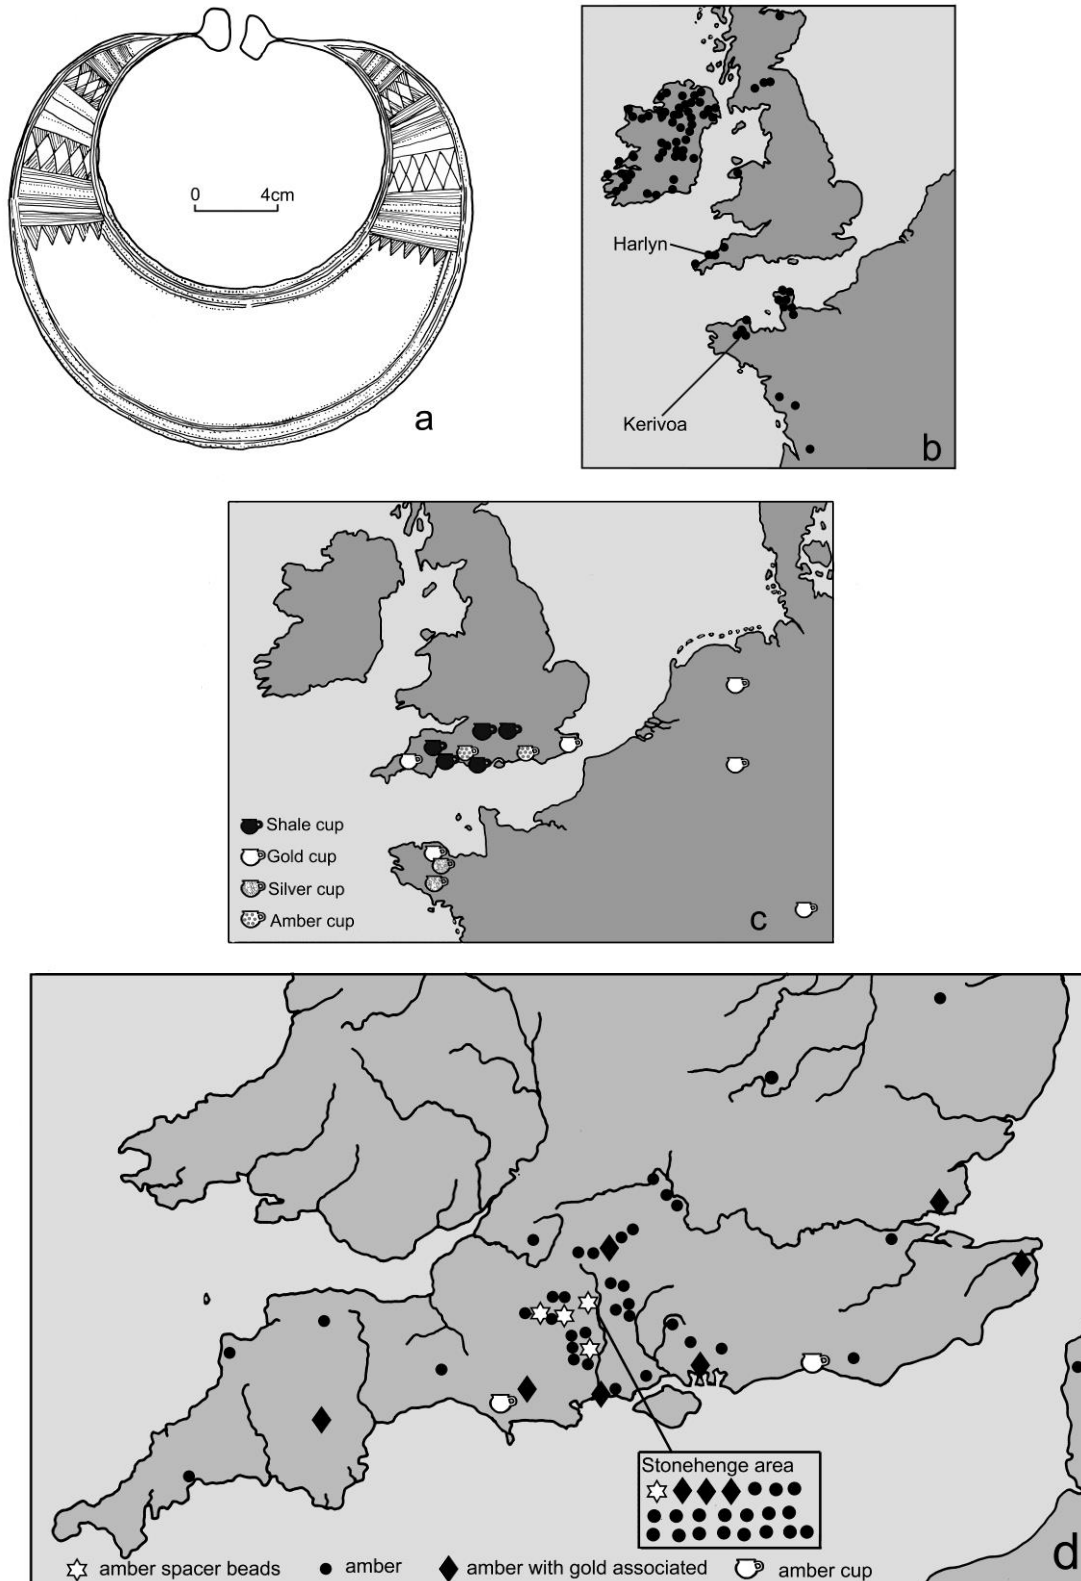 0 4cm
a
Harlyn
Kerivoa
b
Shale cup
Gold cup
Silver cup
Amber cup
c
Stonehenge area
amber spacer beads amber amber with gold associated amber cup
d